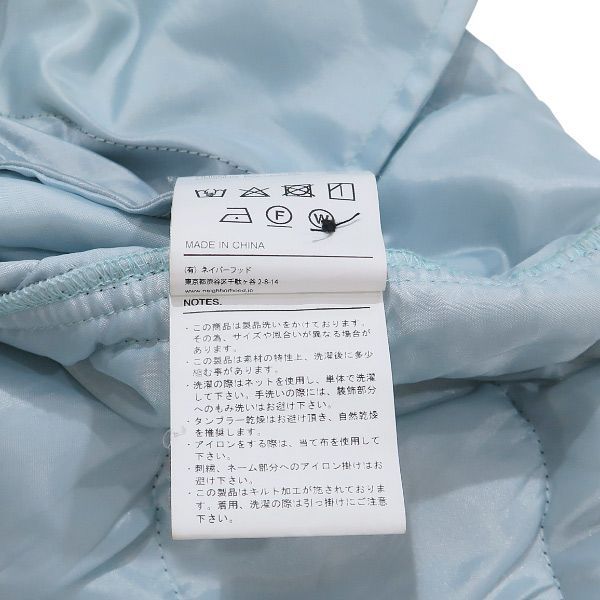 F W
MADE IN CHINA
(有) ネイバーフッド
東京都渋谷区千駄ヶ谷 2-8-14
www.neighborhood.jp
NOTES.
・この商品は製品洗いをかけております。
その為、サイズや風合いが異なる場合が
あります。
・この製品は素材の特性上、洗濯後に多少
縮む事があります。
・洗濯の際はネットを使用し、単体で洗濯
して下さい。手洗いの際には、装飾部分
へのもみ洗いはお避け下さい。
・タンブラー乾燥はお避け頂き、自然乾燥
を推奨します。
・アイロンをする際は、当て布を使用して
下さい。
・刺繍、ネーム部分へのアイロン掛けはお
避け下さい。
・この製品はキルト加工が施されておりま
す。着用、洗濯の際は引っ掛けにご注意
下さい。